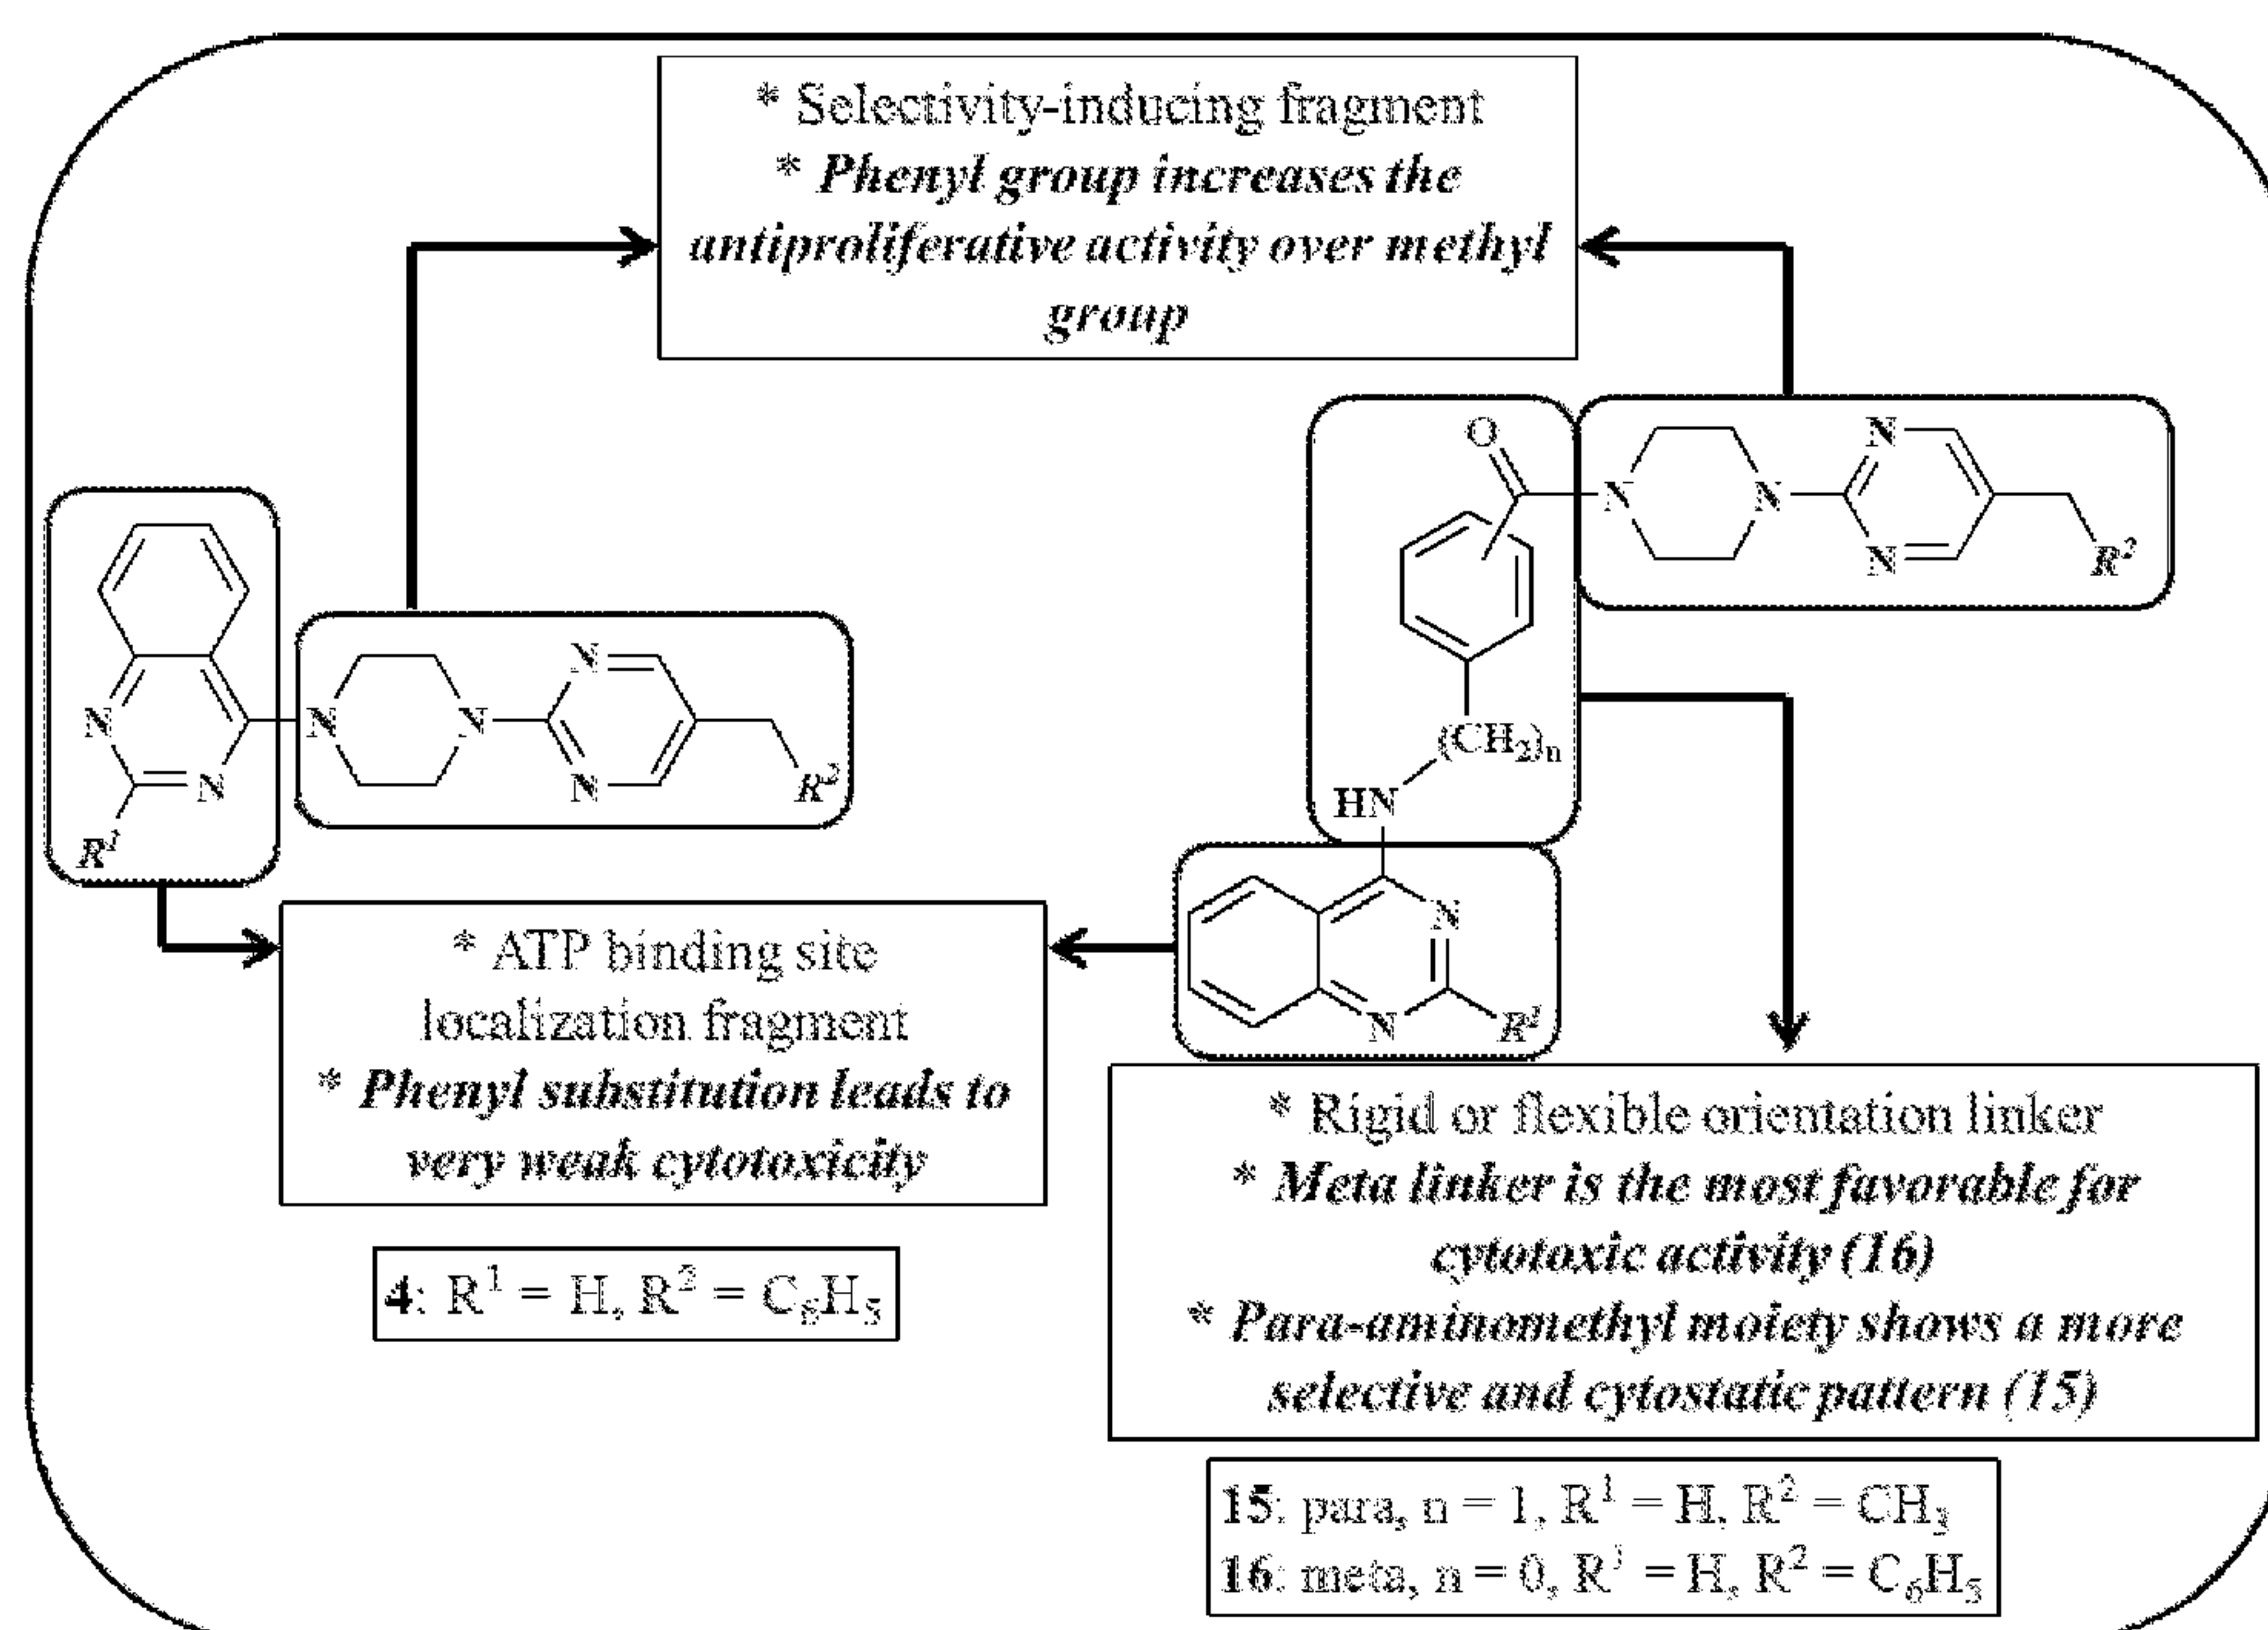 * Selectivity-inducing fragment
* Phenyl group increases the
antiproliferative activity over methyl
group
O
N
N
N
N
R²
(CH₂)ₙ
HN
N
N
R¹
N
N
R¹
N
N
N
N
R²
* ATP binding site
localization fragment
* Phenyl substitution leads to
very weak cytotoxicity
4: R¹ = H, R² = C₆H₅
* Rigid or flexible orientation linker
* Meta linker is the most favorable for
cytotoxic activity (16)
* Para-aminomethyl moiety shows a more
selective and cytostatic pattern (15)
15: para, n = 1, R¹ = H, R² = CH₃
16: meta, n = 0, R¹ = H, R² = C₆H₅